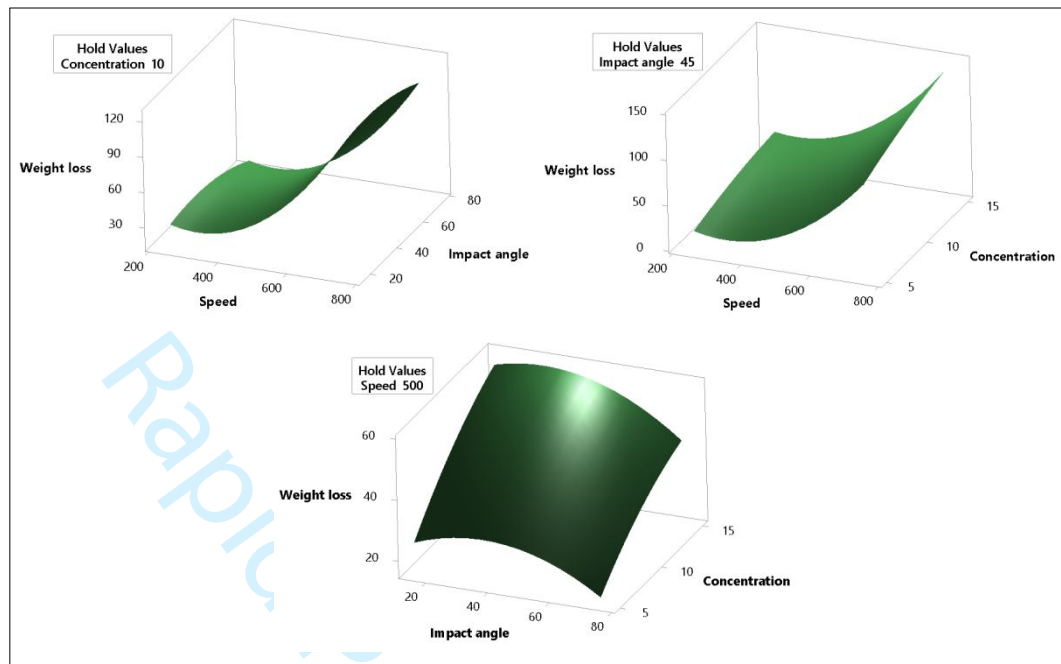 Hold Values
Concentration 10
120
90
60
30
Weight loss
200
400
600
800
Speed
20
40
60
80
Impact angle
Hold Values
Impact angle 45
150
100
50
0
Weight loss
200
400
600
800
Speed
5
10
15
Concentration
Hold Values
Speed 500
60
40
20
Weight loss
20
40
60
80
Impact angle
5
10
15
Concentration
Rapid